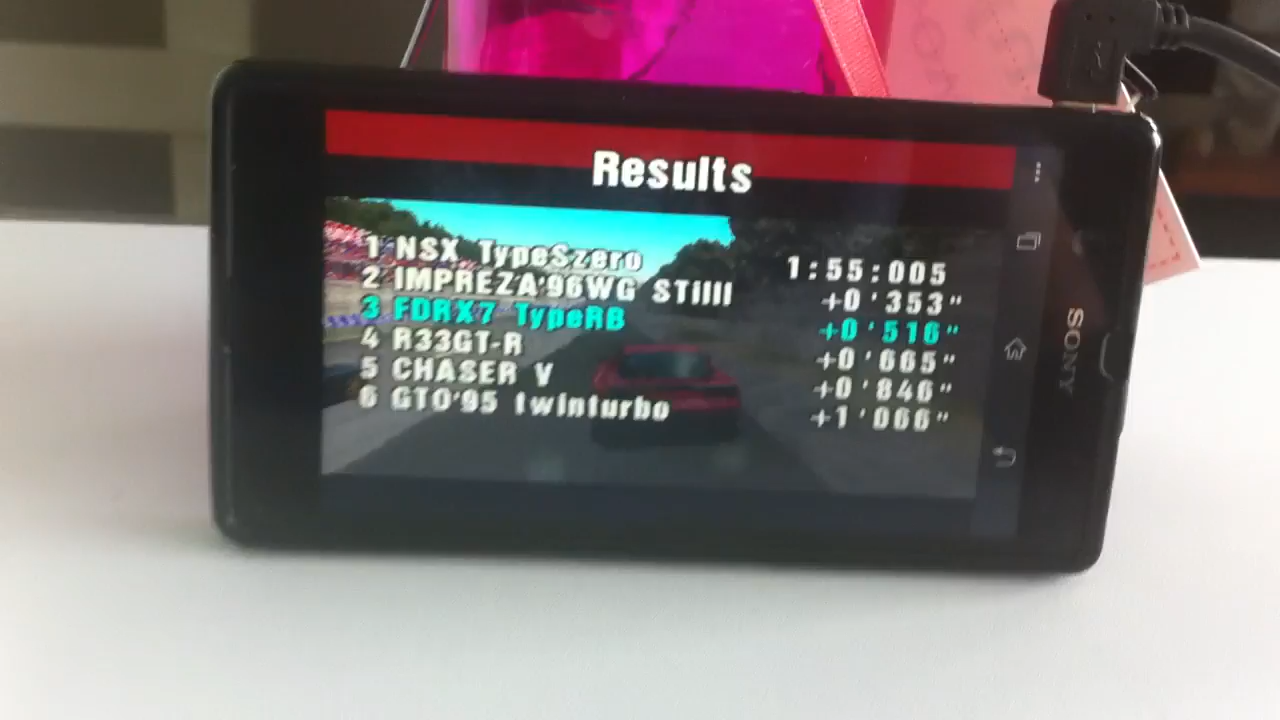 Results
1 NSX TypeSzero 1:55:005
2 IMPREZA'96WG STiIII +0'353"
3 FDRX7 TypeRB +0'516"
4 R33GT-R +0'665"
5 CHASER V +0'846"
6 GTO'95 twinturbo +1'066"
SONY